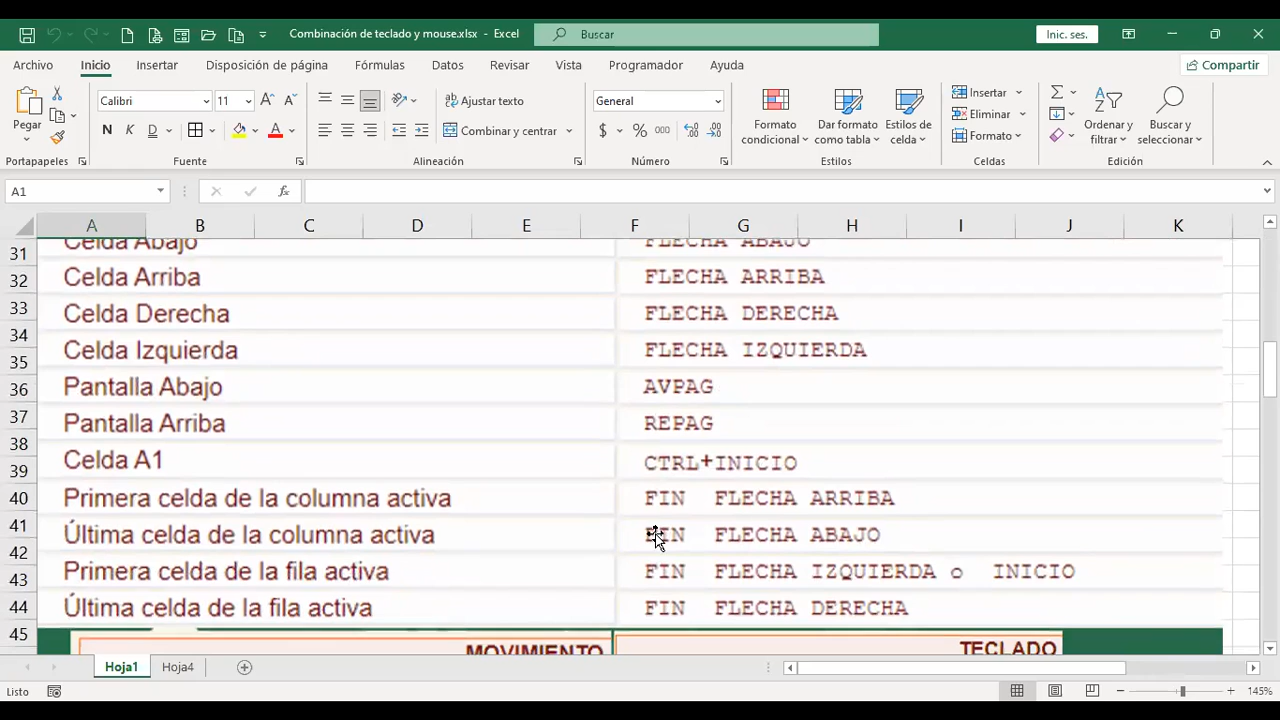 Combinación de teclado y mouse.xlsx - Excel
Buscar
Inic. ses.
Archivo
Inicio
Insertar
Disposición de página
Fórmulas
Datos
Revisar
Vista
Programador
Ayuda
Compartir
Pegar
Calibri
11
N K D
Ajustar texto
Combinar y centrar
General
$ % 000
Formato condicional
Dar formato como tabla
Estilos de celda
Insertar
Eliminar
Formato
Ordenar y filtrar
Buscar y seleccionar
Portapapeles
Fuente
Alineación
Número
Estilos
Celdas
Edición
A1
fx
A B C D E F G H I J K
31
32
33
34
35
36
37
38
39
40
41
42
43
44
45
Celda Abajo FLECHA ABAJO
Celda Arriba FLECHA ARRIBA
Celda Derecha FLECHA DERECHA
Celda Izquierda FLECHA IZQUIERDA
Pantalla Abajo AVPAG
Pantalla Arriba REPAG
Celda A1 CTRL+INICIO
Primera celda de la columna activa FIN FLECHA ARRIBA
Última celda de la columna activa FIN FLECHA ABAJO
Primera celda de la fila activa FIN FLECHA IZQUIERDA o INICIO
Última celda de la fila activa FIN FLECHA DERECHA
MOVIMIENTO TECLADO
Hoja1
Hoja4
Listo
145%